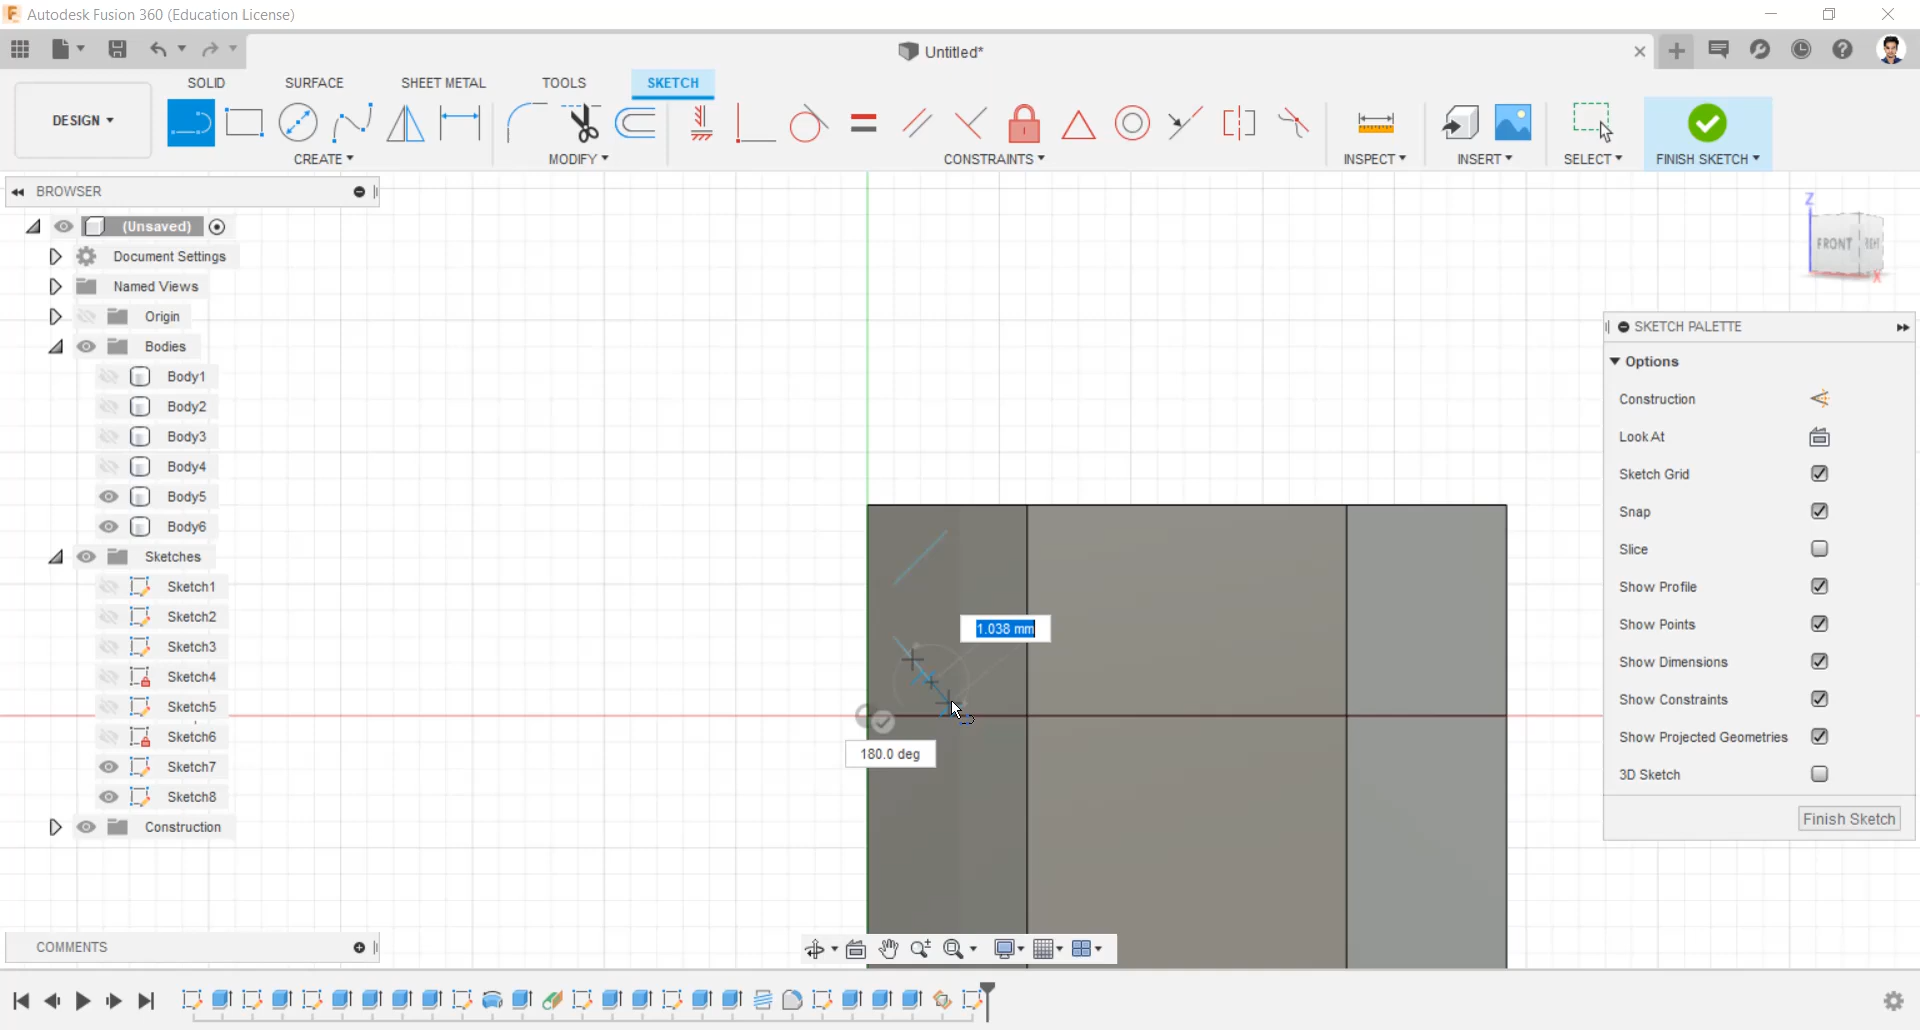 Autodesk Fusion 360 (Education License)
Untitled*
SOLID SURFACE SHEET METAL TOOLS SKETCH
DESIGN
CREATE MODIFY CONSTRAINTS INSPECT INSERT SELECT FINISH SKETCH
BROWSER
(Unsaved)
Document Settings
Named Views
Origin
Bodies
Body1
Body2
Body3
Body4
Body5
Body6
Sketches
Sketch1
Sketch2
Sketch3
Sketch4
Sketch5
Sketch6
Sketch7
Sketch8
Construction
COMMENTS
1.038 mm
180.0 deg
Z
FRONT
X
SKETCH PALETTE
Options
Construction
Look At
Sketch Grid
Snap
Slice
Show Profile
Show Points
Show Dimensions
Show Constraints
Show Projected Geometries
3D Sketch
Finish Sketch